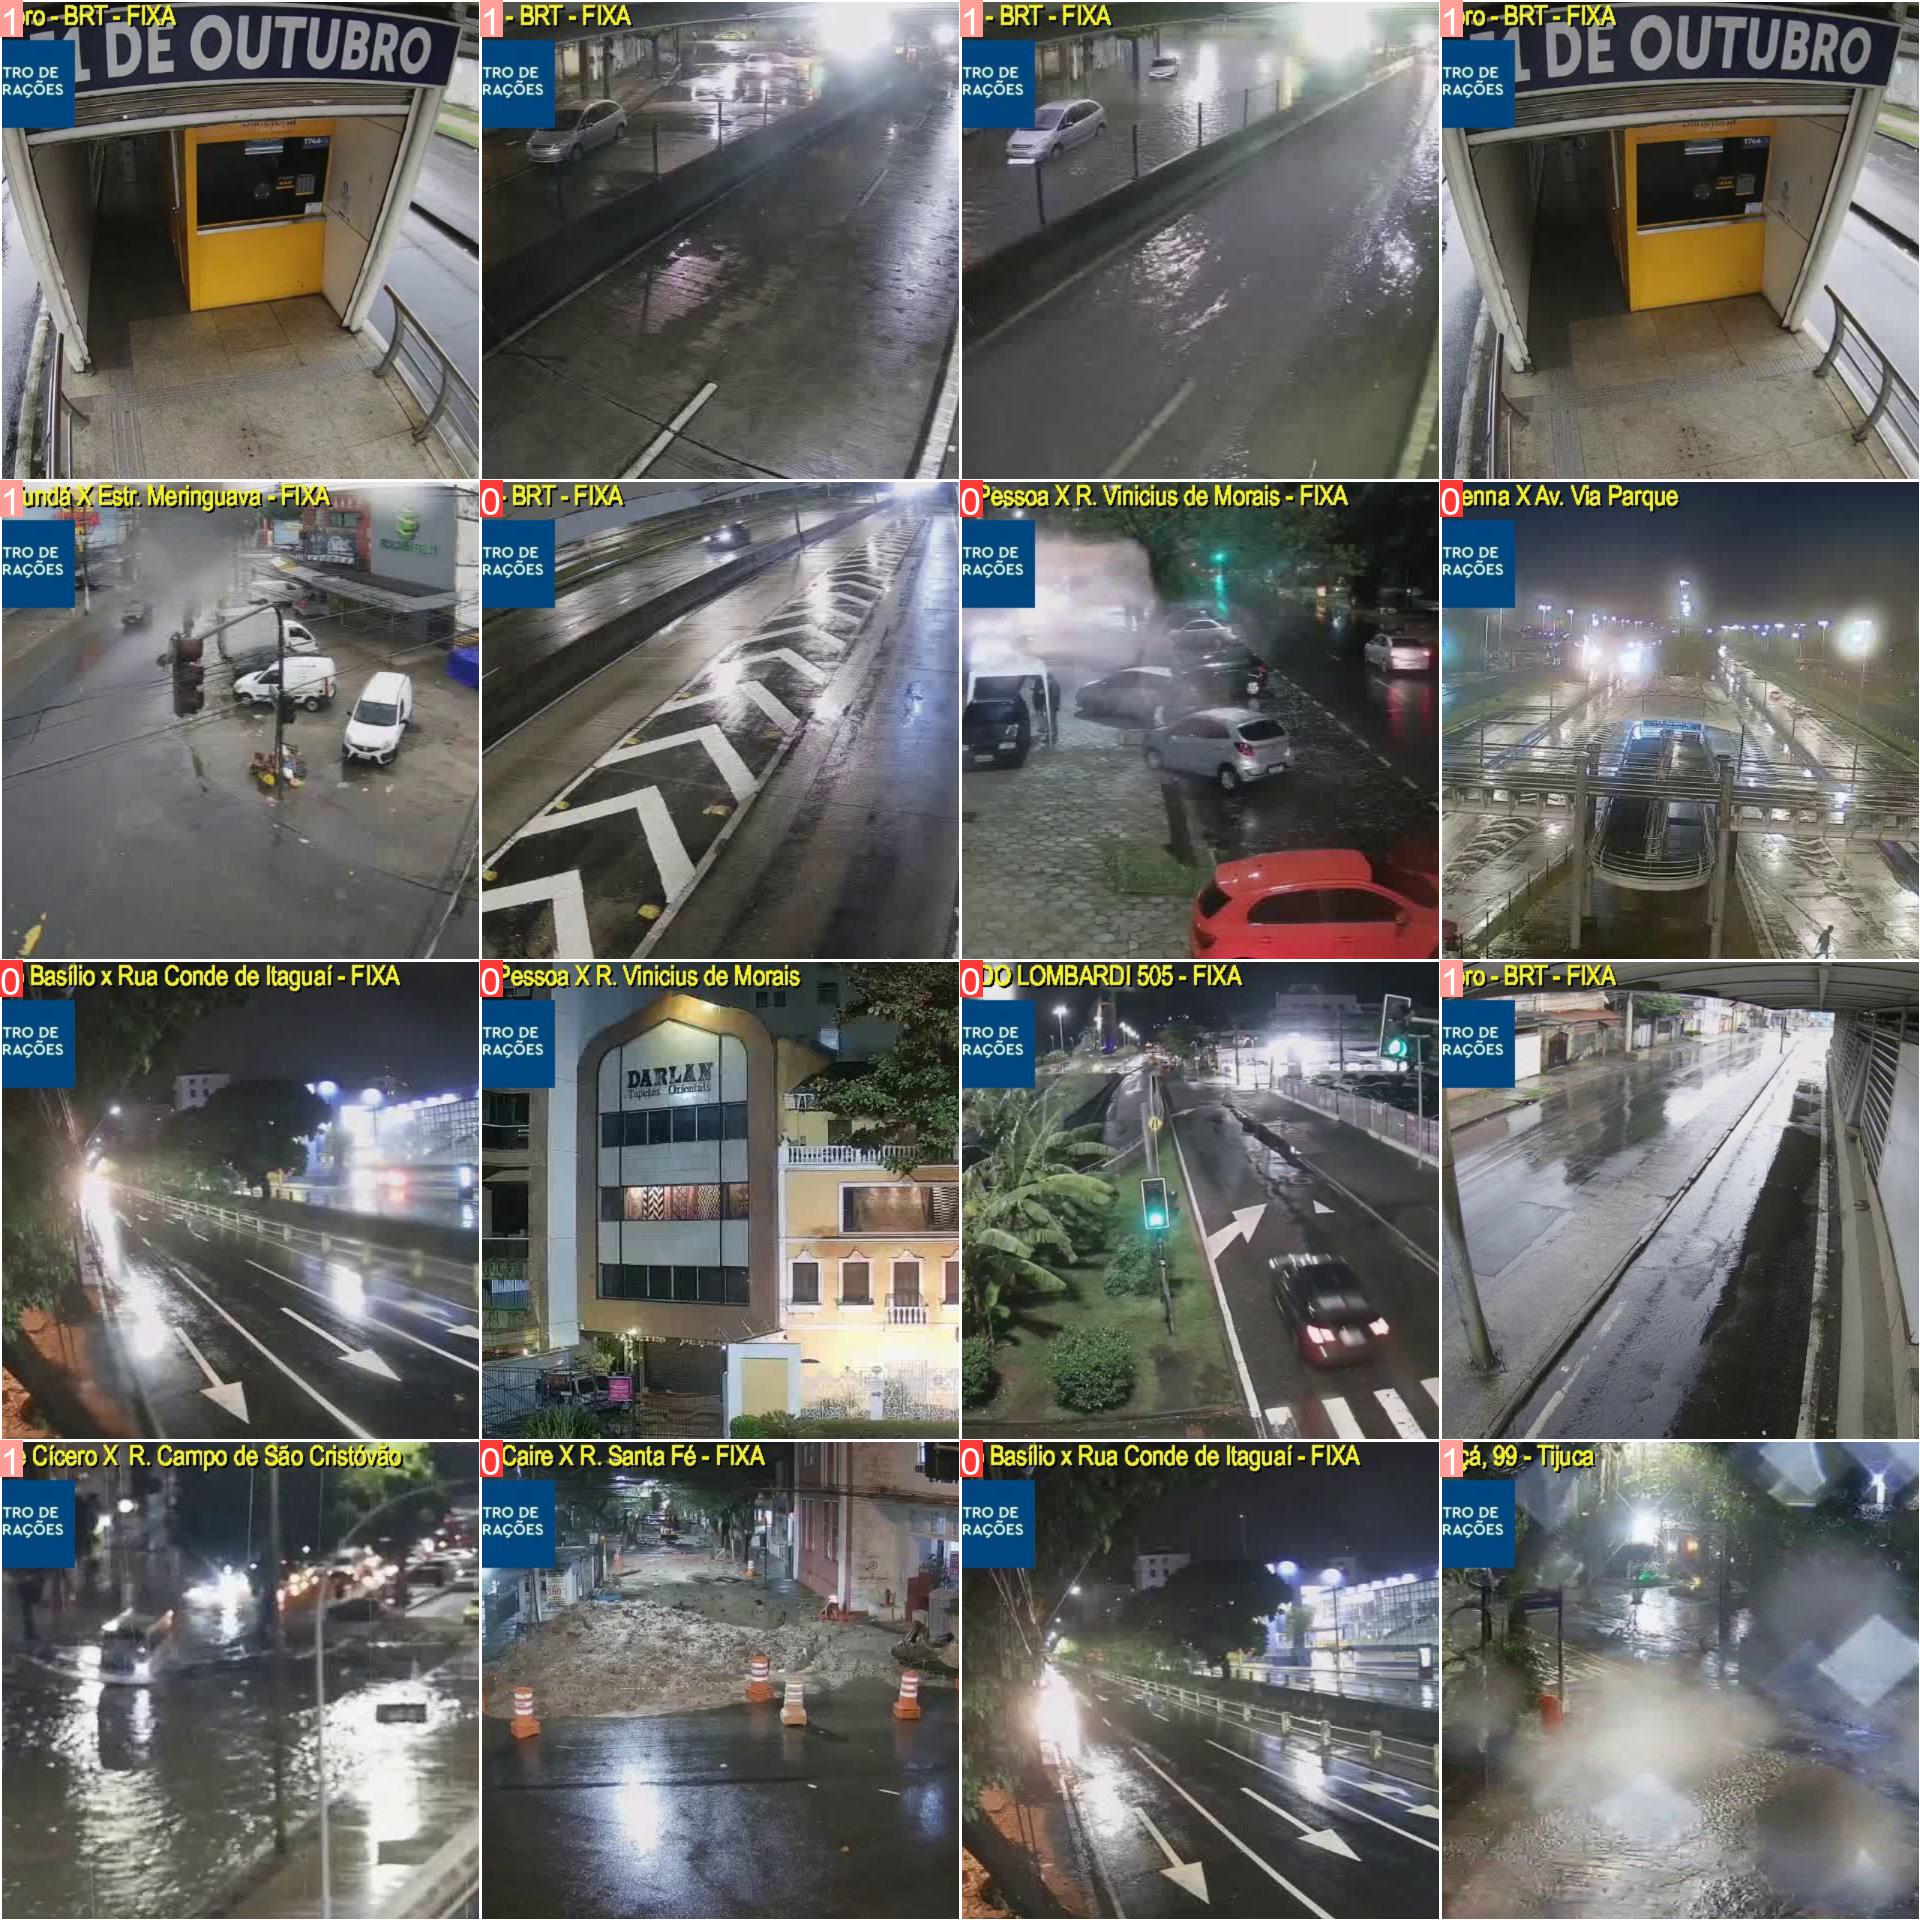 1 oro - BRT - FIXA
TRO DE
RAÇÕES
1 DE OUTUBRO
1746
1 - BRT - FIXA
TRO DE
RAÇÕES
1 - BRT - FIXA
TRO DE
RAÇÕES
1 oro - BRT - FIXA
TRO DE
RAÇÕES
1 DE OUTUBRO
1746
1 undá X Estr. Meringuava - FIXA
TRO DE
RAÇÕES
0 - BRT - FIXA
TRO DE
RAÇÕES
0 Pessoa X R. Vinicius de Morais - FIXA
TRO DE
RAÇÕES
0 enna X Av. Via Parque
TRO DE
RAÇÕES
0 Basílio x Rua Conde de Itaguaí - FIXA
TRO DE
RAÇÕES
0 Pessoa X R. Vinicius de Morais
TRO DE
RAÇÕES
DARLAN
Tapetes Orientais
0 DO LOMBARDI 505 - FIXA
TRO DE
RAÇÕES
1 oro - BRT - FIXA
TRO DE
RAÇÕES
1 e Cícero X R. Campo de São Cristóvão
TRO DE
RAÇÕES
0 Caire X R. Santa Fé - FIXA
TRO DE
RAÇÕES
0 Basílio x Rua Conde de Itaguaí - FIXA
TRO DE
RAÇÕES
1 çá, 99 - Tijuca
TRO DE
RAÇÕES